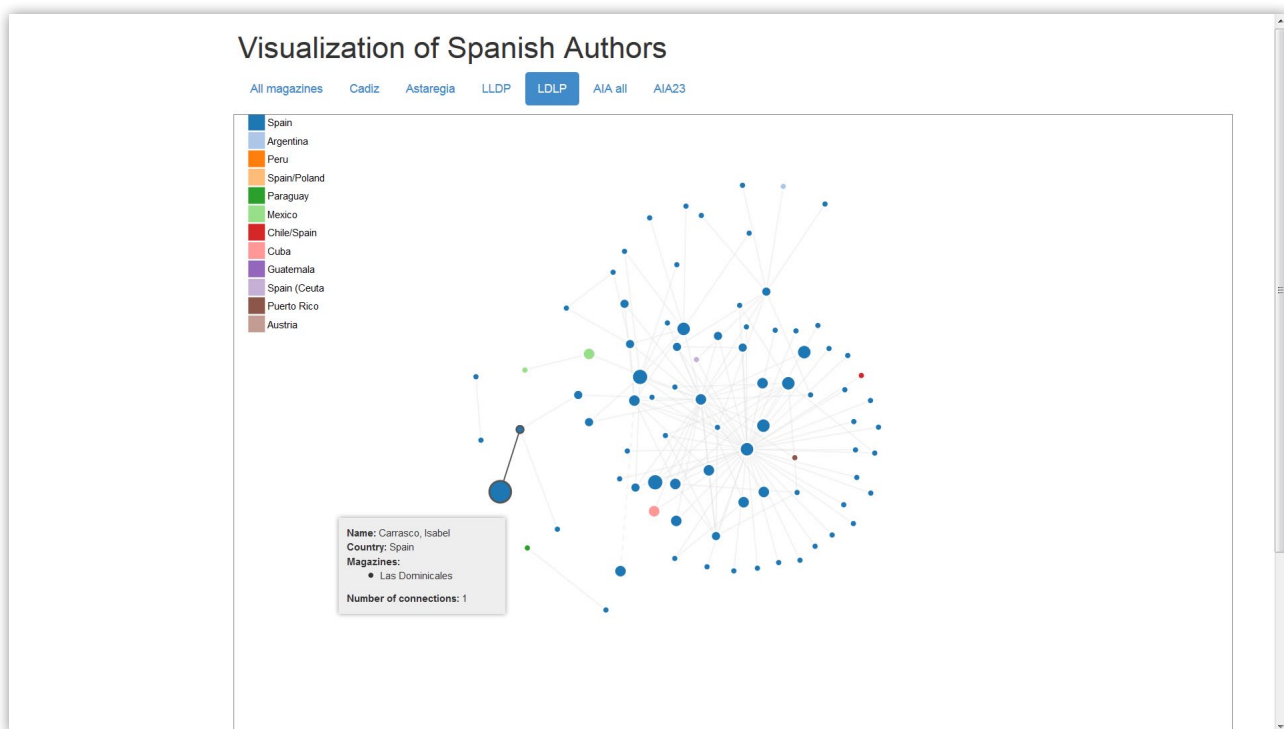 Visualization of Spanish Authors
All magazines Cadiz Astaregia LLDP LDLP AIA all AIA23
Spain
Argentina
Peru
Spain/Poland
Paraguay
Mexico
Chile/Spain
Cuba
Guatemala
Spain (Ceuta
Puerto Rico
Austria
Name: Carrasco, Isabel
Country: Spain
Magazines:
• Las Dominicales
Number of connections: 1